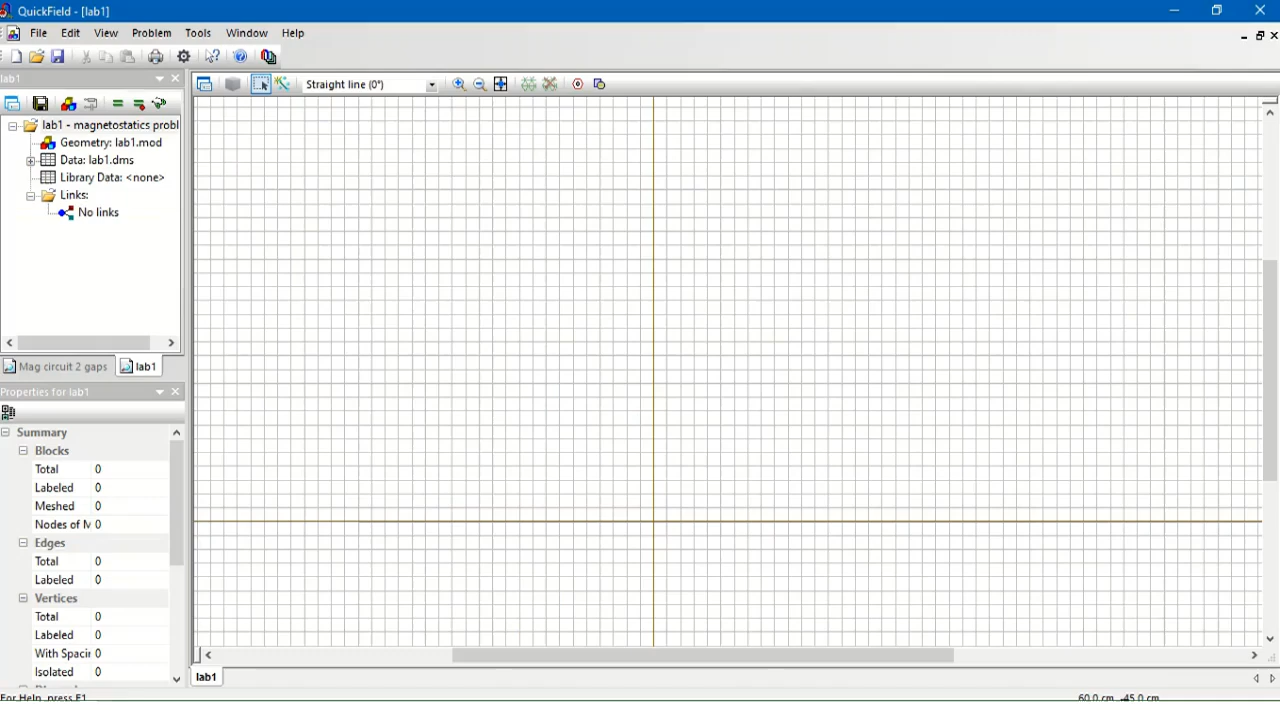 QuickField - [lab1]
File Edit View Problem Tools Window Help
lab1
Straight line (0°)
lab1 - magnetostatics probl
Geometry: lab1.mod
Data: lab1.dms
Library Data: <none>
Links:
No links
Mag circuit 2 gaps lab1
Properties for lab1
Summary
Blocks
Total 0
Labeled 0
Meshed 0
Nodes of M 0
Edges
Total 0
Labeled 0
Vertices
Total 0
Labeled 0
With Spacin 0
Isolated 0
lab1
For Help, press F1
60.0 cm, -45.0 cm